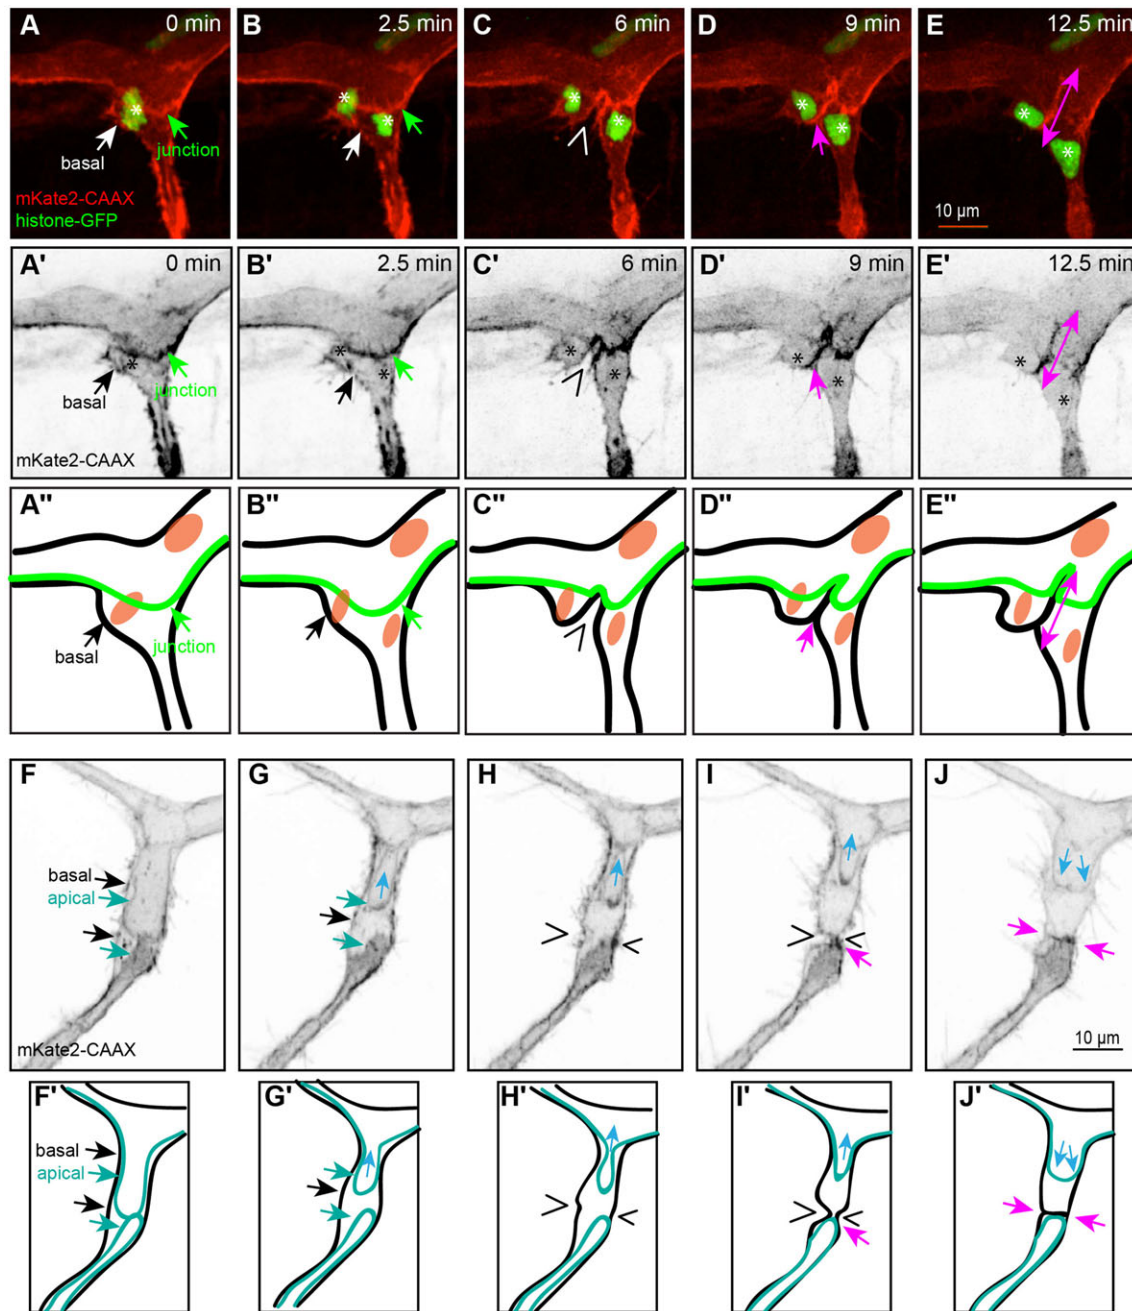 A 0 min
basal
junction
mKate2-CAAX
histone-GFP
B 2.5 min
*
*
C 6 min
*
*
D 9 min
*
*
E 12.5 min
*
*
10 µm
A' 0 min
*
junction
basal
mKate2-CAAX
B' 2.5 min
*
*
C' 6 min
*
*
D' 9 min
*
*
E' 12.5 min
*
*
A"
basal
junction
B"
C"
D"
E"
F
basal
apical
mKate2-CAAX
G
H
I
J
10 µm
F'
basal
apical
G'
H'
I'
J'